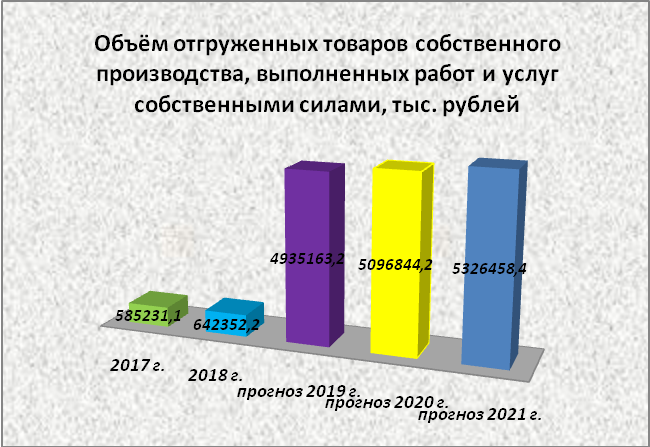 Объём отгруженных товаров собственного
производства, выполненных работ и услуг
собственными силами, тыс. рублей
585231,1
642352,2
4935163,2
5096844,2
5326458,4
2017 г.
2018 г.
прогноз 2019 г.
прогноз 2020 г.
прогноз 2021 г.